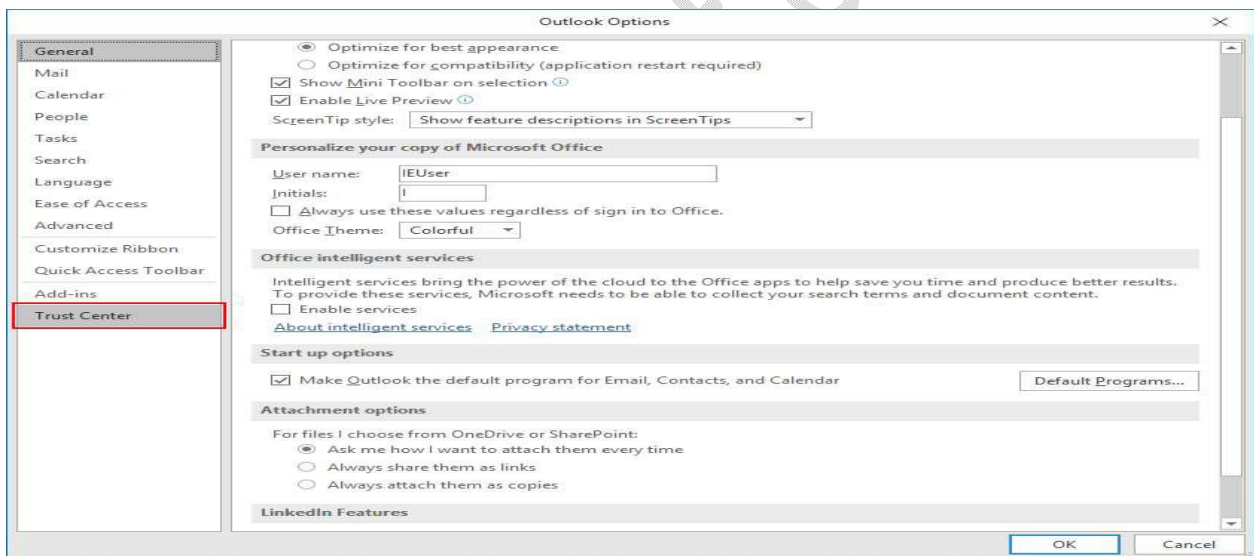 Outlook Options
General
Mail
Calendar
People
Tasks
Search
Language
Ease of Access
Advanced
Customize Ribbon
Quick Access Toolbar
Add-ins
Trust Center
Optimize for best appearance
Optimize for compatibility (application restart required)
Show Mini Toolbar on selection
Enable Live Preview
ScreenTip style: Show feature descriptions in ScreenTips
Personalize your copy of Microsoft Office
User name: IEUser
Initials: I
Always use these values regardless of sign in to Office.
Office Theme: Colorful
Office intelligent services
Intelligent services bring the power of the cloud to the Office apps to help save you time and produce better results.
To provide these services, Microsoft needs to be able to collect your search terms and document content.
Enable services
About intelligent services Privacy statement
Start up options
Make Outlook the default program for Email, Contacts, and Calendar Default Programs...
Attachment options
For files I choose from OneDrive or SharePoint:
Ask me how I want to attach them every time
Always share them as links
Always attach them as copies
LinkedIn Features
OK Cancel